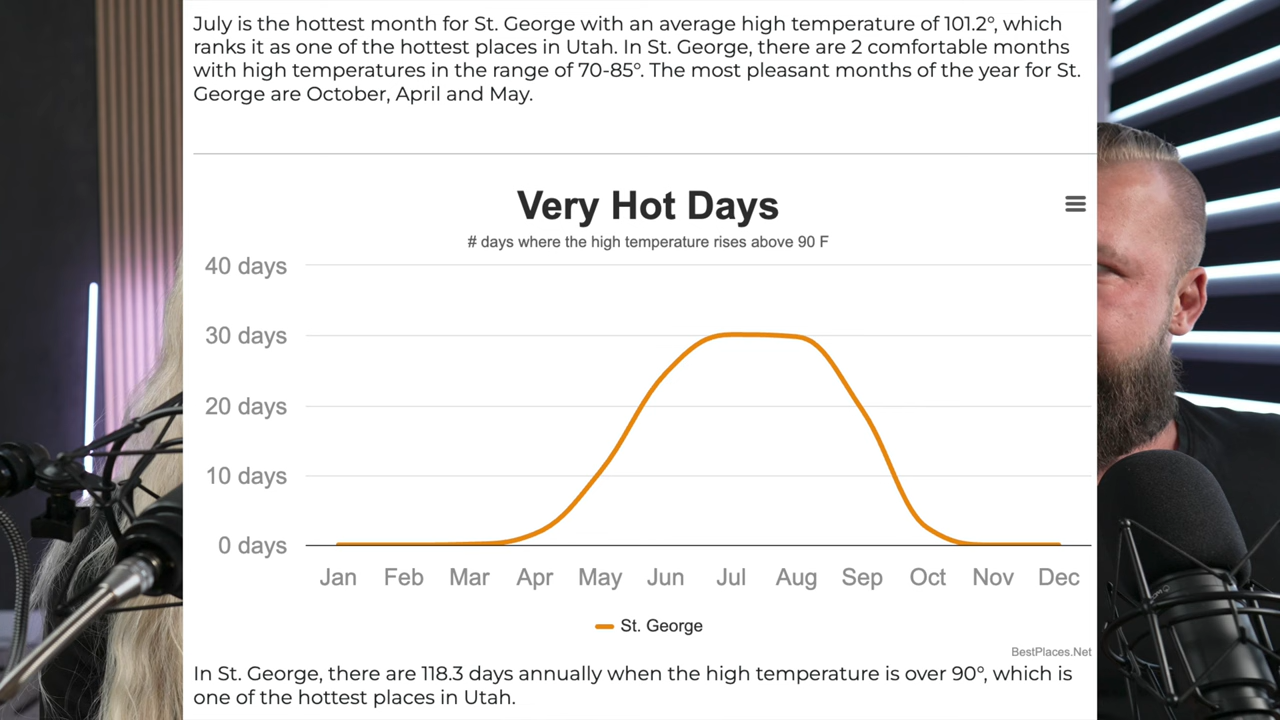 July is the hottest month for St. George with an average high temperature of 101.2°, which
ranks it as one of the hottest places in Utah. In St. George, there are 2 comfortable months
with high temperatures in the range of 70-85°. The most pleasant months of the year for St.
George are October, April and May.
Very Hot Days
# days where the high temperature rises above 90 F
40 days
30 days
20 days
10 days
0 days
Jan Feb Mar Apr May Jun Jul Aug Sep Oct Nov Dec
St. George
BestPlaces.Net
In St. George, there are 118.3 days annually when the high temperature is over 90°, which is
one of the hottest places in Utah.